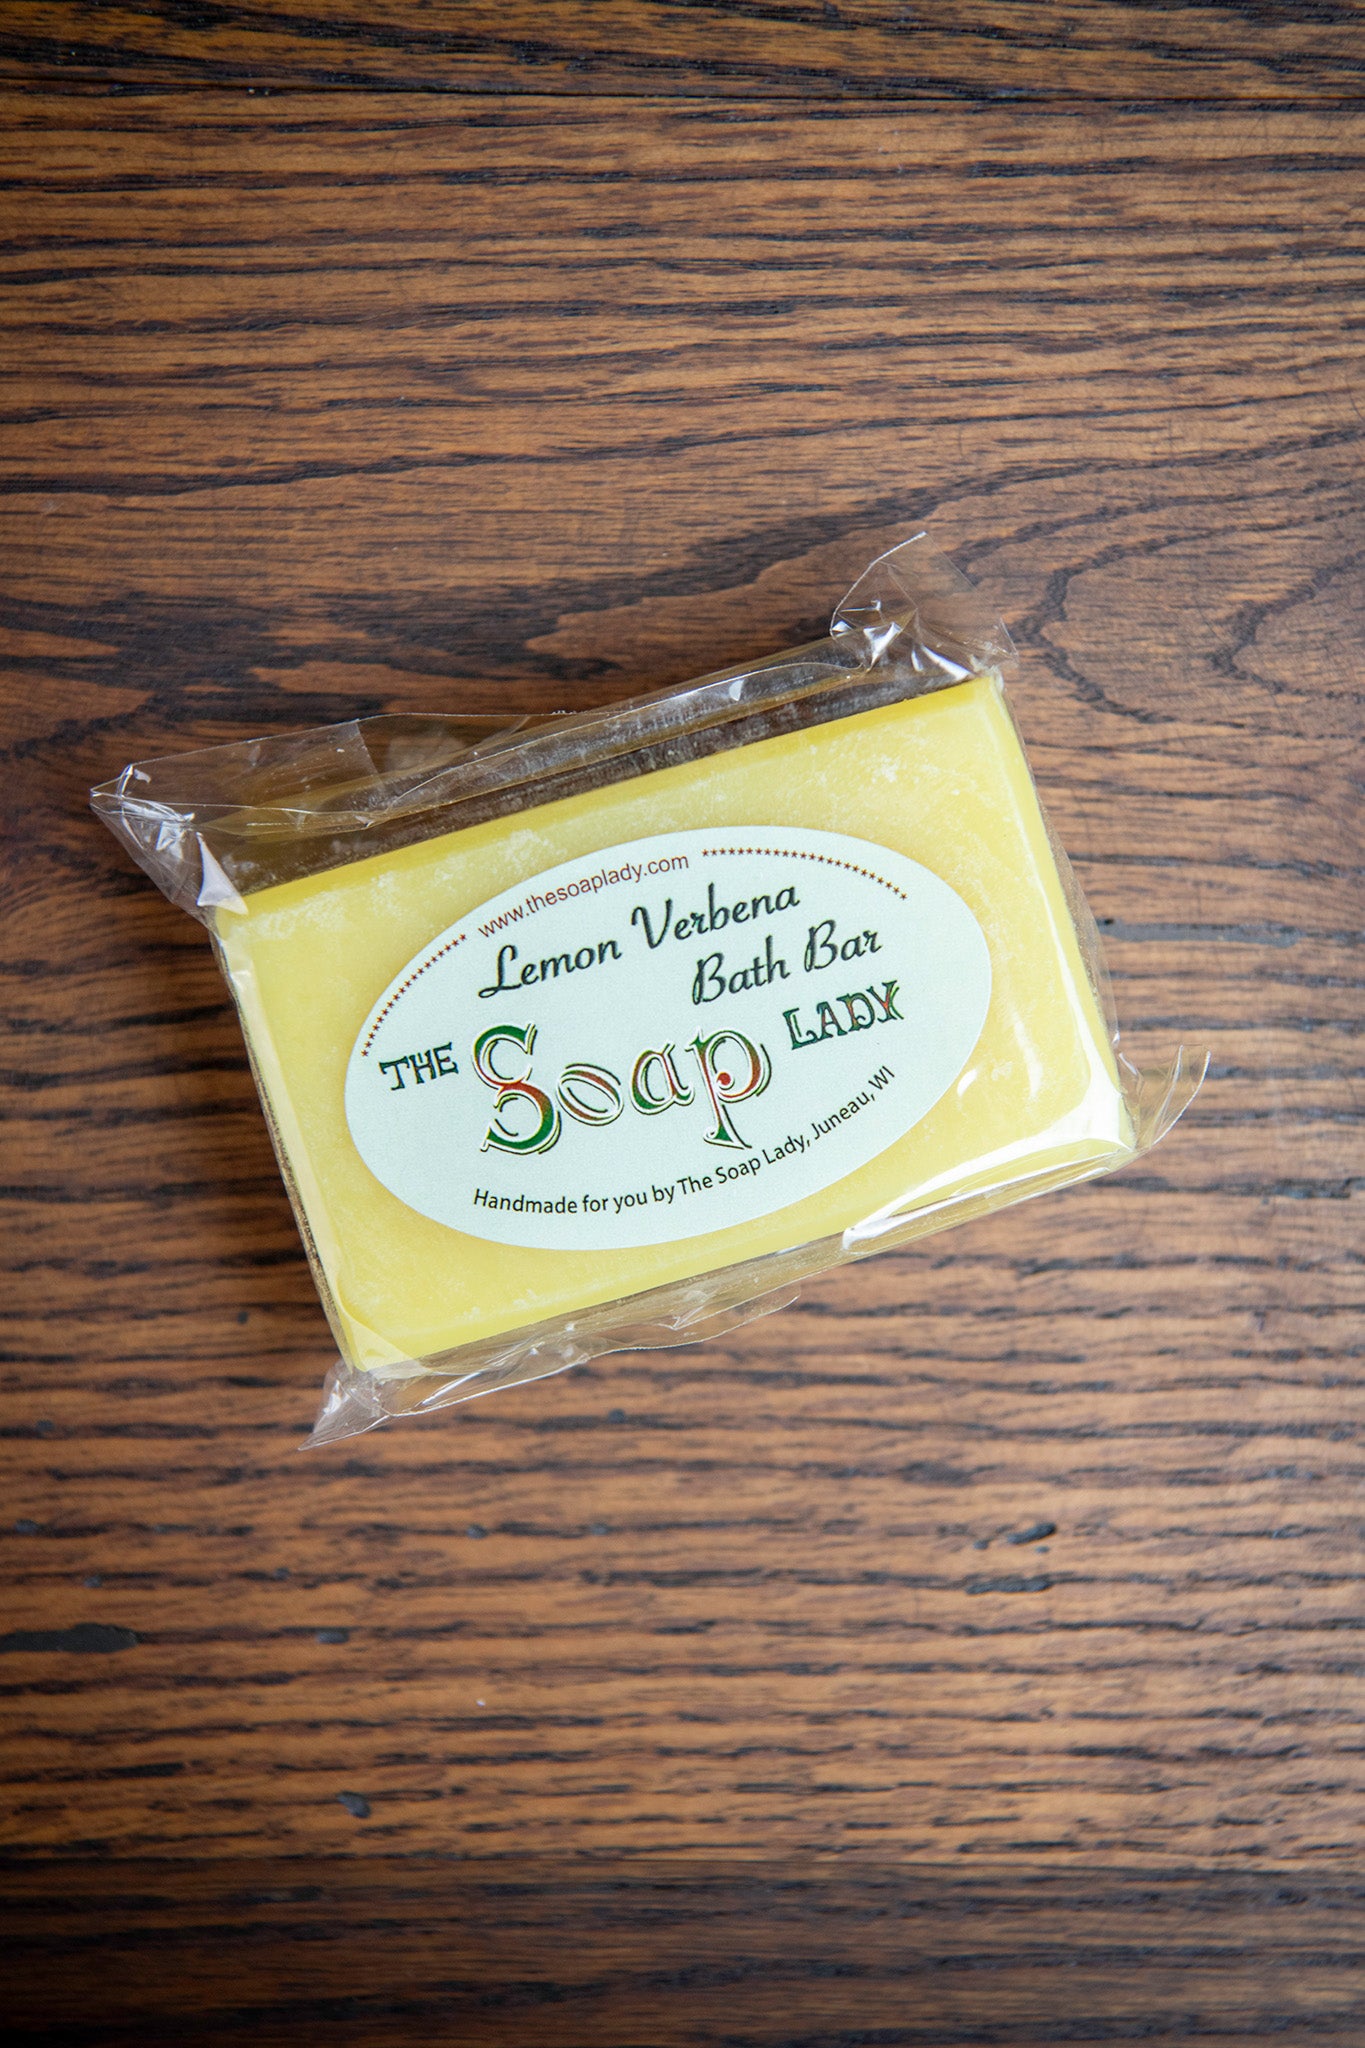 www.thesoaplady.com
Lemon Verbena
Bath Bar
THE Soap LADY
Handmade for you by The Soap Lady, Juneau, WI